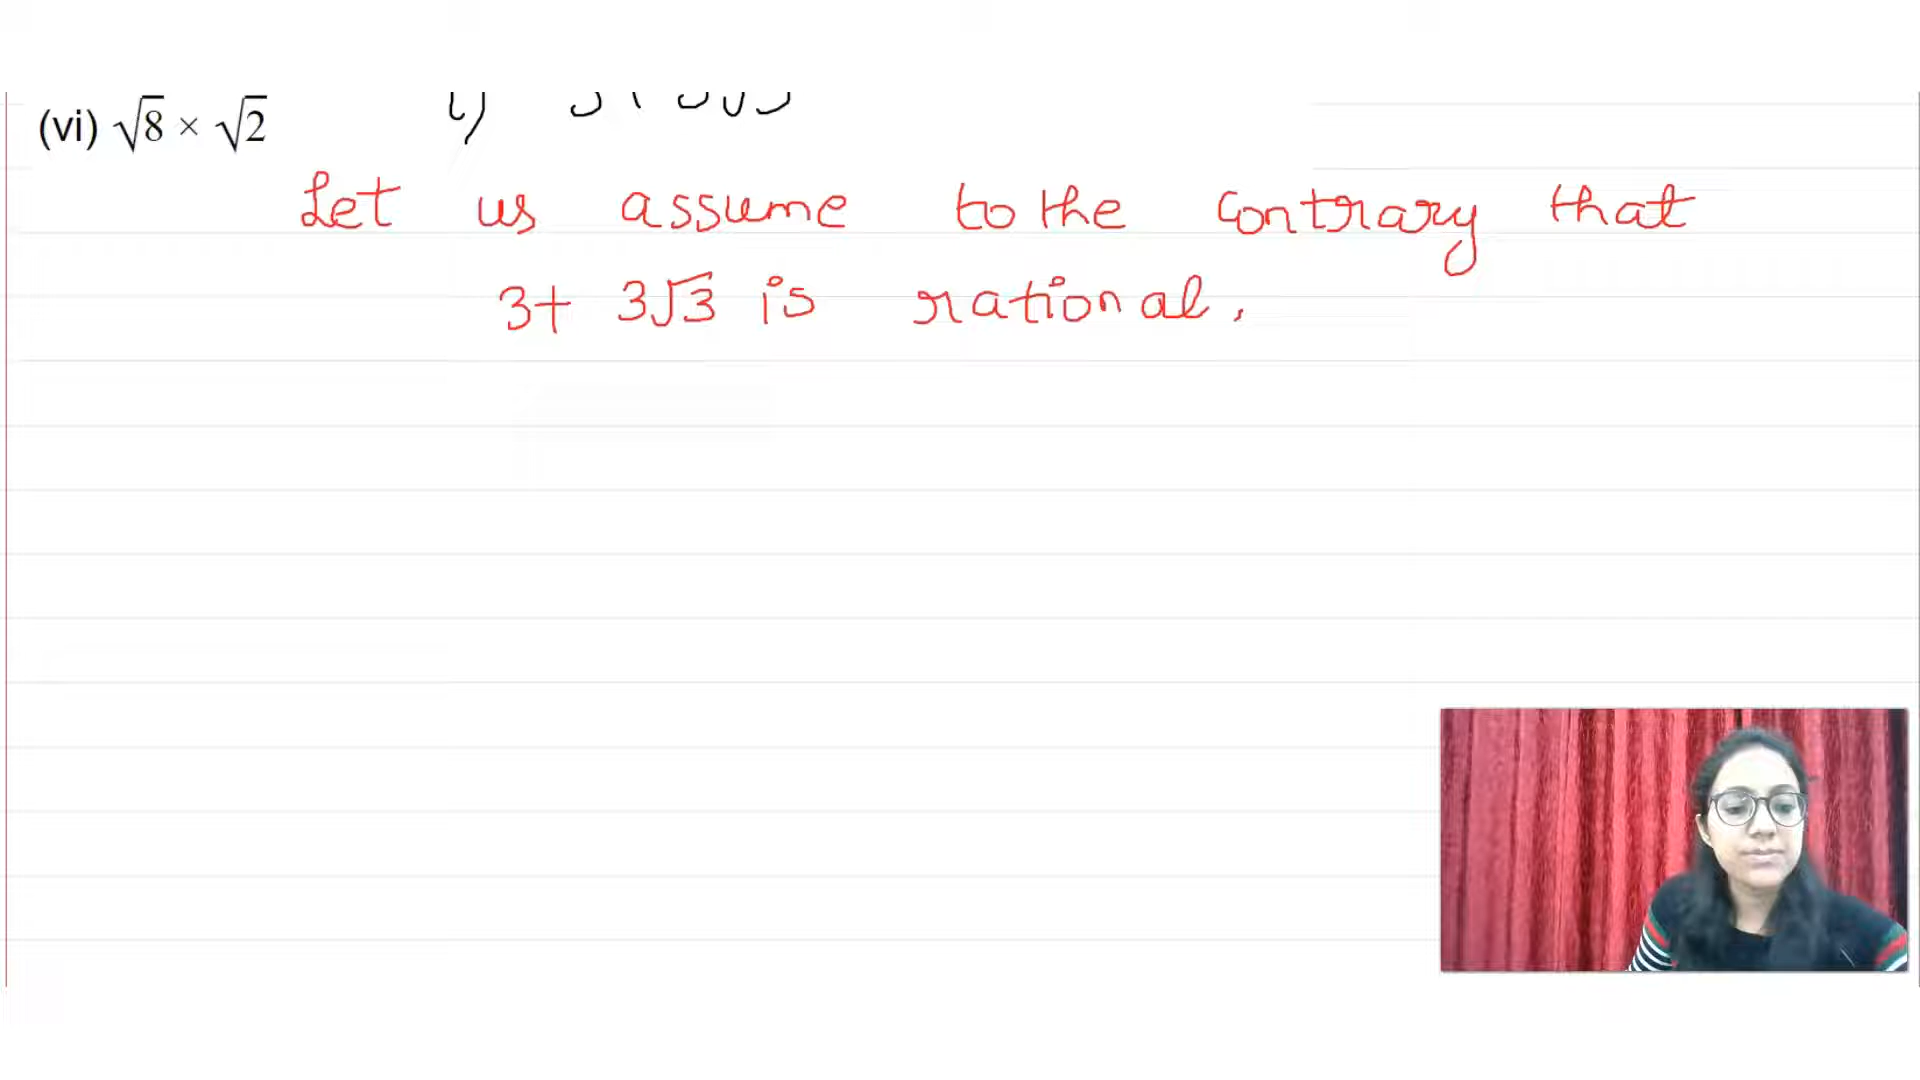 (vi) √8 × √2
Let us assume to the contrary that
3+ 3√3 is rational.